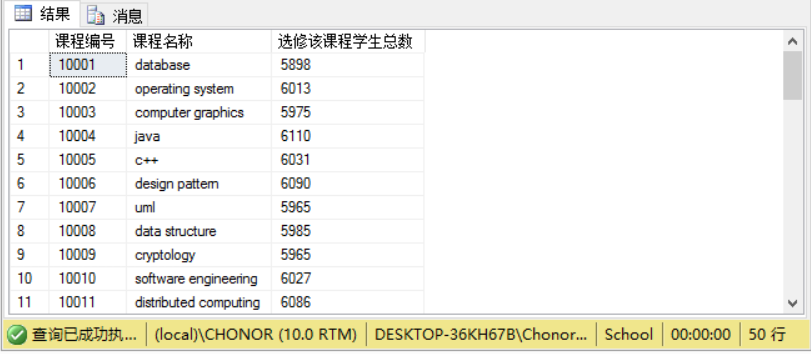 结果 消息
课程编号 课程名称 选修该课程学生总数
1 10001 database 5898
2 10002 operating system 6013
3 10003 computer graphics 5975
4 10004 java 6110
5 10005 c++ 6031
6 10006 design pattern 6090
7 10007 uml 5965
8 10008 data structure 5985
9 10009 cryptology 5965
10 10010 software engineering 6027
11 10011 distributed computing 6086
查询已成功执... (local)\CHONOR (10.0 RTM) DESKTOP-36KH67B\Chonor... School 00:00:00 50 行